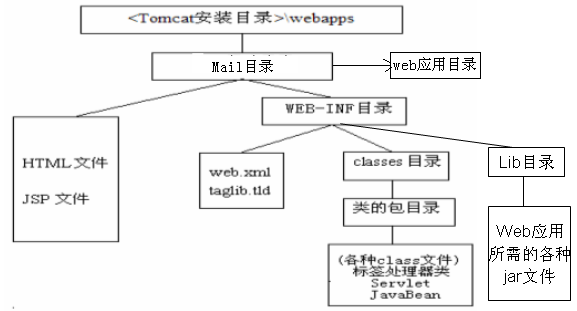 <Tomcat安装目录>\webapps
Mail目录
web应用目录
WEB-INF目录
HTML文件
JSP 文件
web.xml
taglib.tld
classes 目录
Lib目录
类的包目录
(各种class文件)
标签处理器类
Servlet
JavaBean
Web应用
所需的各种
jar文件